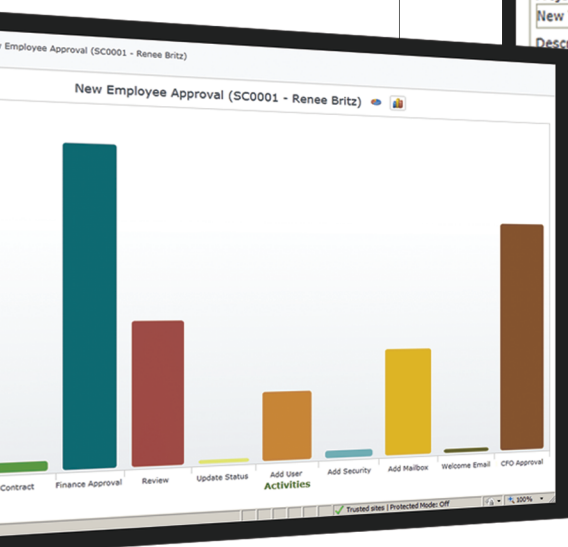 New
Descr
Employee Approval (SC0001 - Renee Britz)
New Employee Approval (SC0001 - Renee Britz)
Contract
Finance Approval
Review
Update Status
Add User
Add Security
Add Mailbox
Welcome Email
CFO Approval
Activities
Trusted sites | Protected Mode: Off
100%